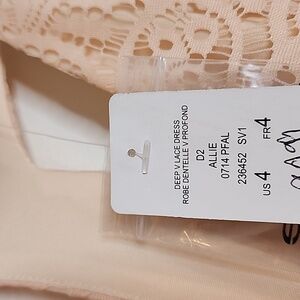 DEEP V LACE DRESS
ROBE DENTELLE V PROFOND
D2
ALLIE
0714 PFAL
236452 SV1
US 4 FR 4